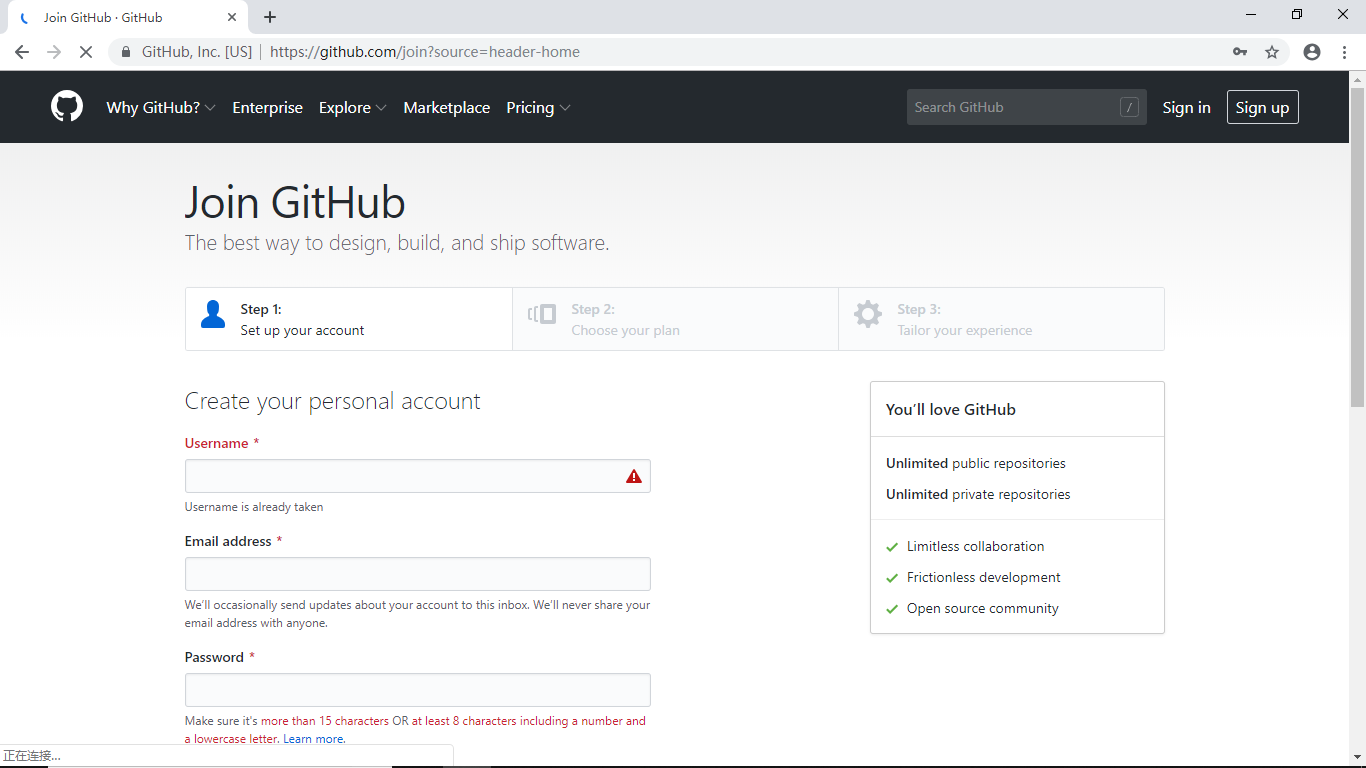 Join GitHub · GitHub
GitHub, Inc. [US] | https://github.com/join?source=header-home
Why GitHub? Enterprise Explore Marketplace Pricing Search GitHub / Sign in Sign up
Join GitHub
The best way to design, build, and ship software.
Step 1:
Set up your account
Step 2:
Choose your plan
Step 3:
Tailor your experience
Create your personal account
Username *
Username is already taken
Email address *
We’ll occasionally send updates about your account to this inbox. We’ll never share your
email address with anyone.
Password *
Make sure it's more than 15 characters OR at least 8 characters including a number and
a lowercase letter. Learn more.
You’ll love GitHub
Unlimited public repositories
Unlimited private repositories
Limitless collaboration
Frictionless development
Open source community
正在连接...